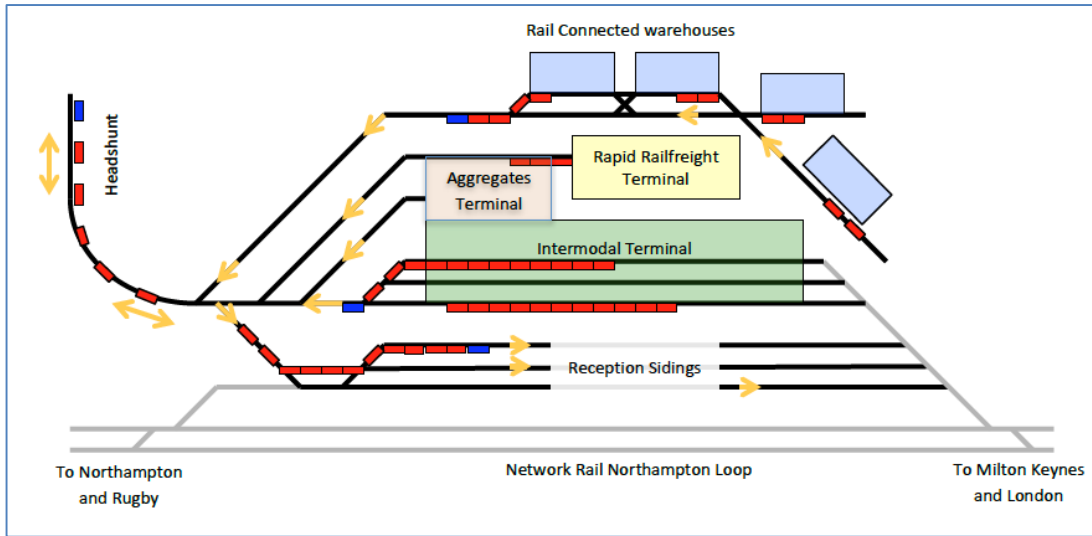 Rail Connected warehouses
Headshunt
Rapid Railfreight
Terminal
Aggregates
Terminal
Intermodal Terminal
Reception Sidings
To Northampton
and Rugby
Network Rail Northampton Loop
To Milton Keynes
and London